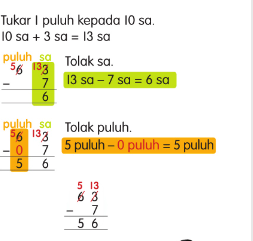 Tukar 1 puluh kepada 10 sa.
10 sa + 3 sa = 13 sa
puluh sa
5 6 13 3
Tolak sa.
– 7
13 sa – 7 sa = 6 sa
6
puluh sa
5 6 13 3
Tolak puluh.
– 0 7
5 puluh – 0 puluh = 5 puluh
5 6
5 13
6 3
– 7
5 6